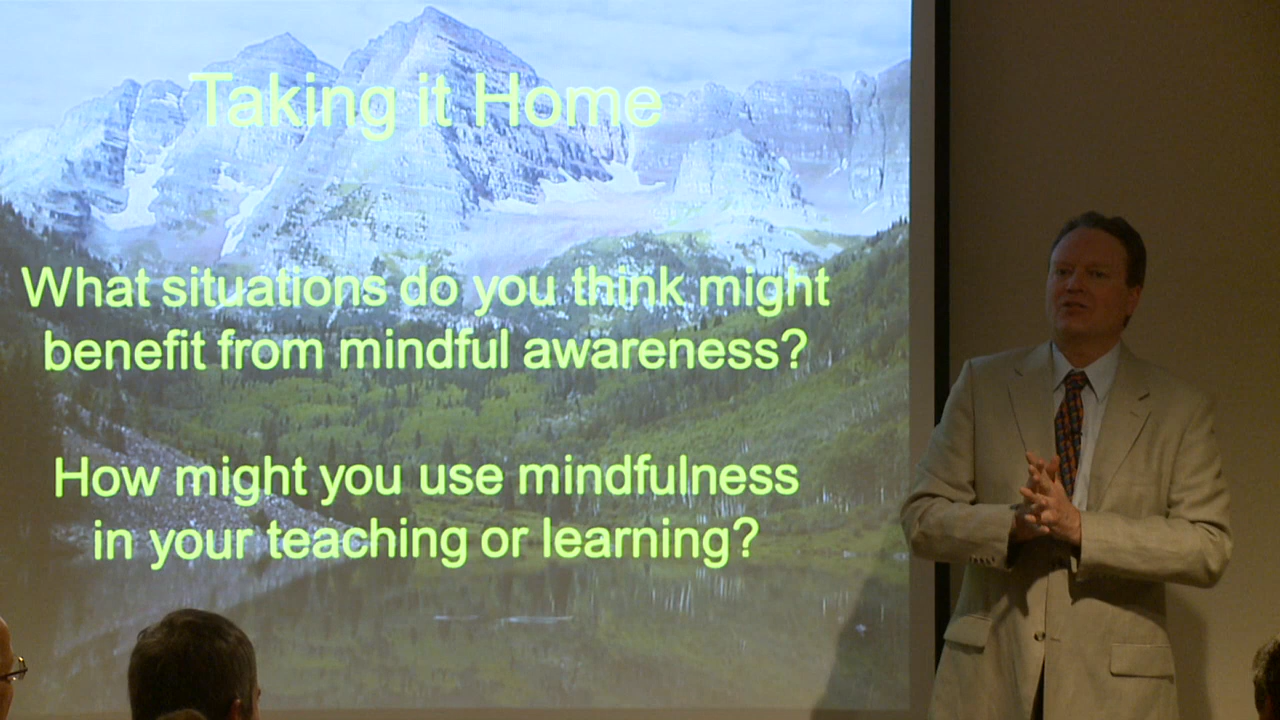 Taking it Home
What situations do you think might
benefit from mindful awareness?
How might you use mindfulness
in your teaching or learning?